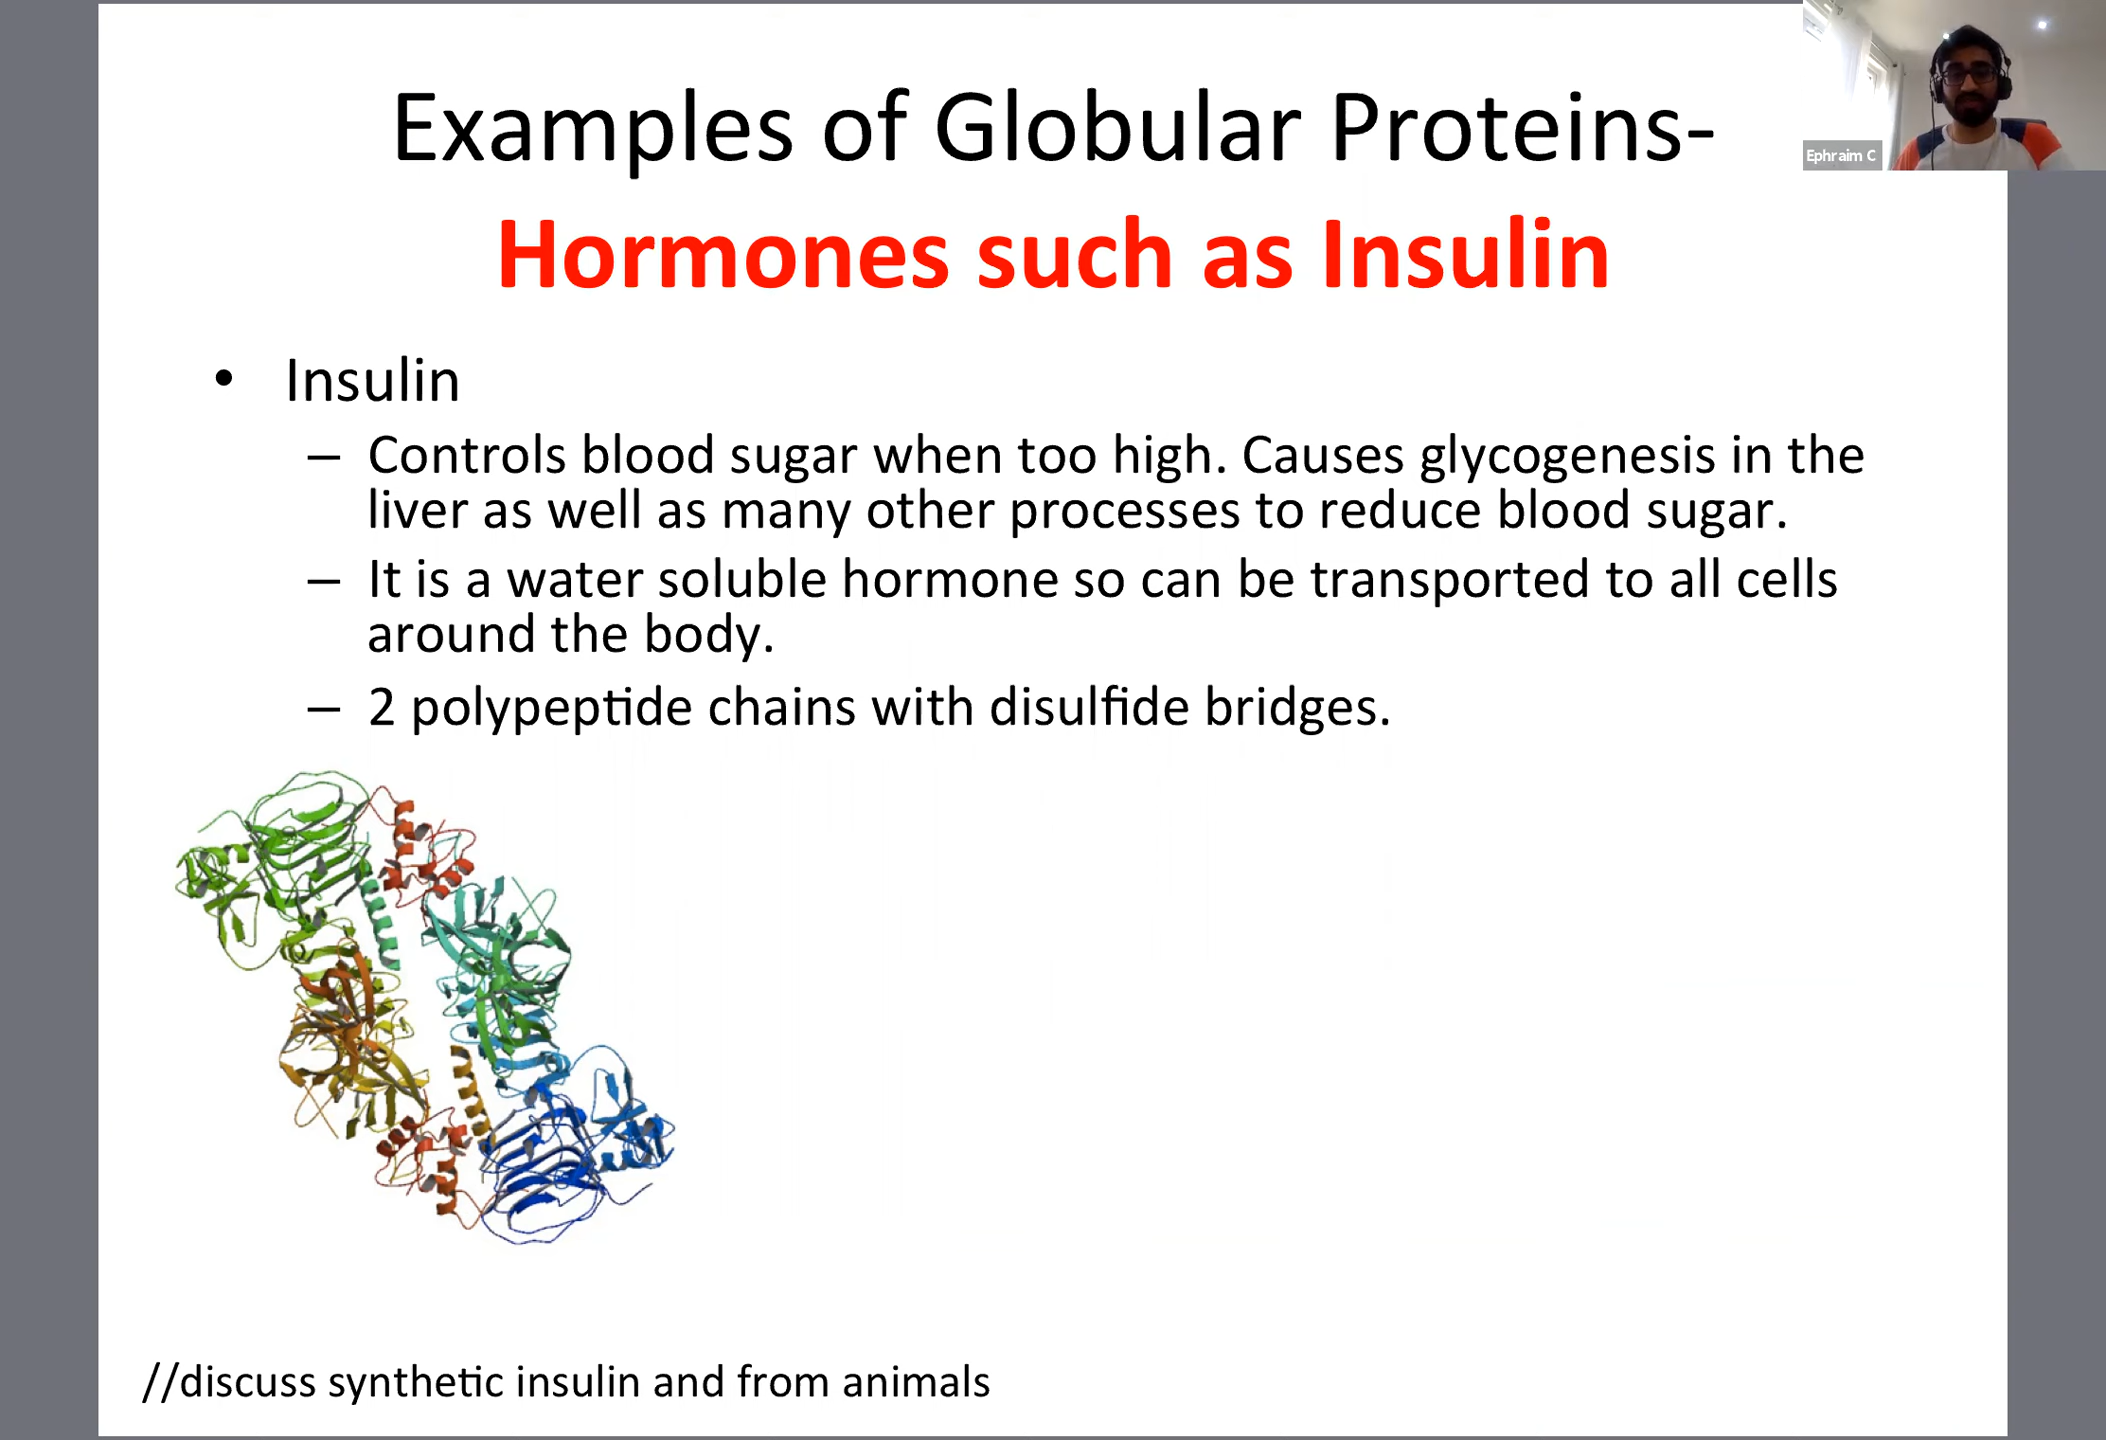 Examples of Globular Proteins-
Hormones such as Insulin
Ephraim C
• Insulin
– Controls blood sugar when too high. Causes glycogenesis in the
liver as well as many other processes to reduce blood sugar.
– It is a water soluble hormone so can be transported to all cells
around the body.
– 2 polypeptide chains with disulfide bridges.
//discuss synthetic insulin and from animals